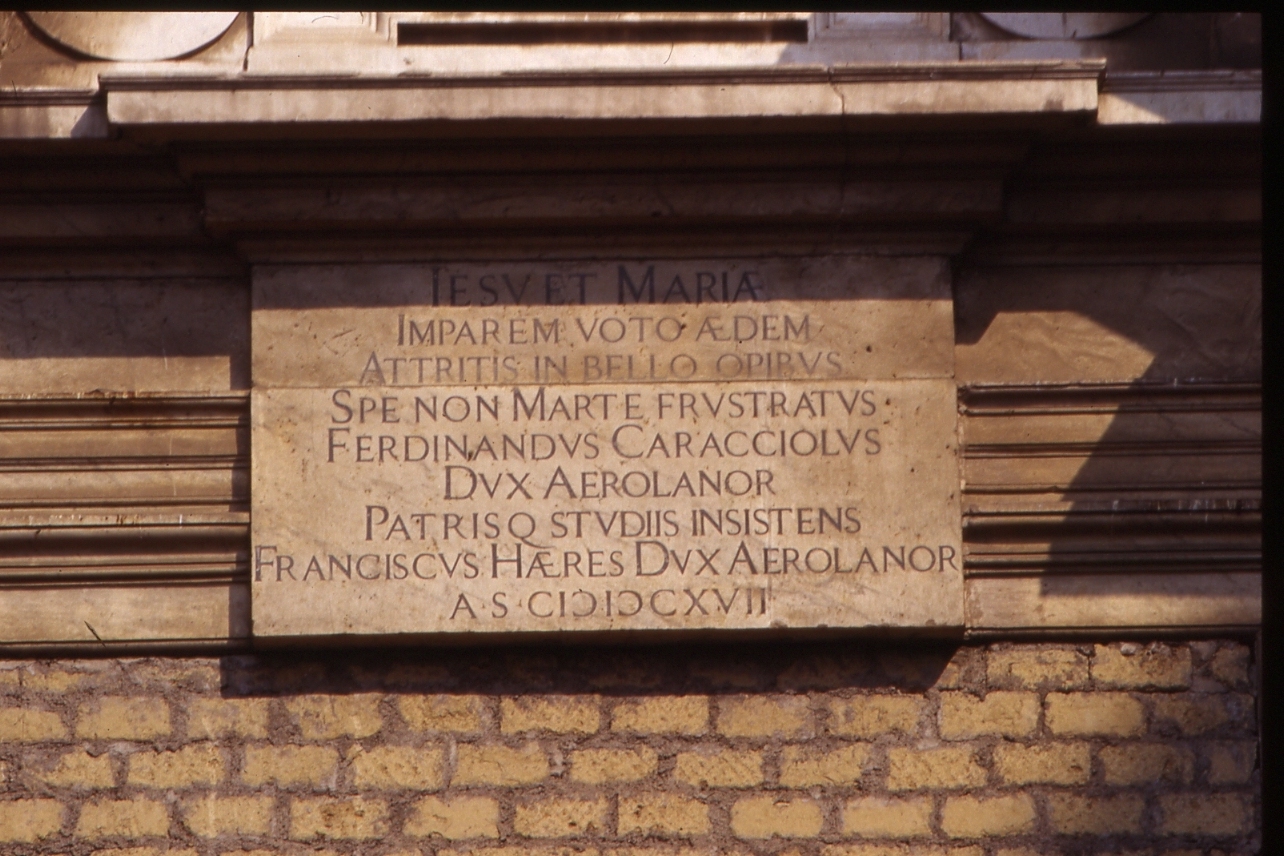 IESV ET MARIÆ
IMPAREM VOTO ÆDEM
ATTRITIS IN BELLO OPIBVS
SPE NON MARTE FRVSTRATVS
FERDINANDVS CARACCIOLVS
DVX AEROLANOR
PATRISQ STVDIIS INSISTENS
FRANCISCVS HÆRES DVX AEROLANOR
A·S·CIƆIƆCXVII